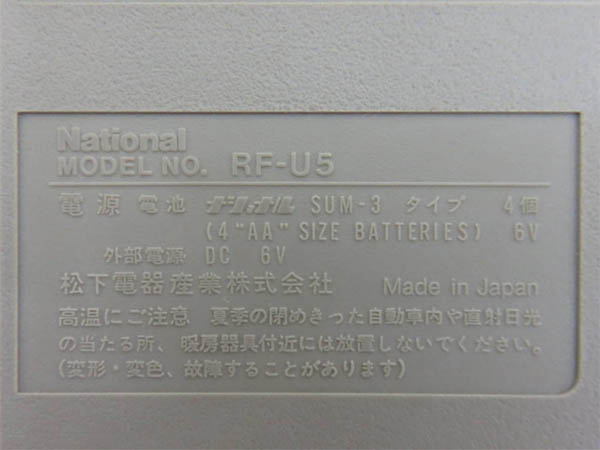 National
MODEL NO. RF-U5
電源 電池 ナショナル SUM-3 タイプ 4個
(4 "AA" SIZE BATTERIES) 6V
外部電源 DC 6V
松下電器産業株式会社 Made in Japan
高温にご注意 夏季の閉めきった自動車内や直射日光
の当たる所、暖房器具付近には放置しないでください。
(変形・変色、故障することがあります)